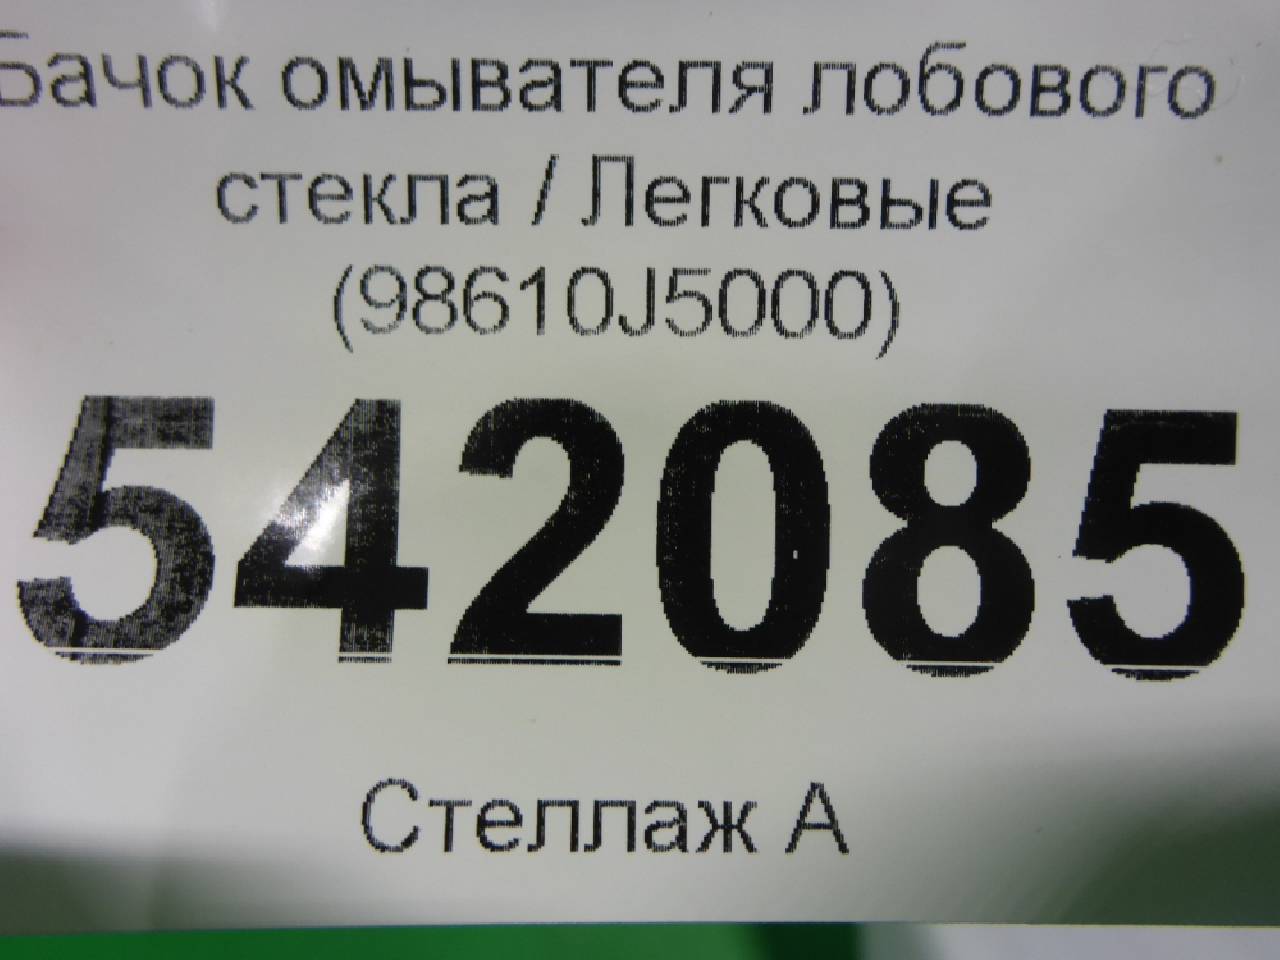 Бачок омывателя лобового
стекла / Легковые
(98610J5000)
542085
Стеллаж А